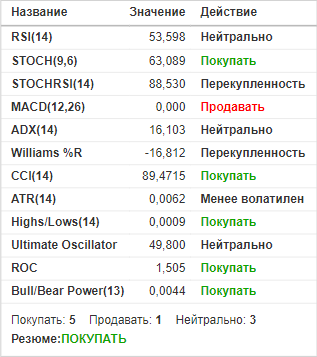 Название Значение Действие
RSI(14) 53,598 Нейтрально
STOCH(9,6) 63,089 Покупать
STOCHRSI(14) 88,530 Перекупленность
MACD(12,26) 0,000 Продавать
ADX(14) 16,103 Нейтрально
Williams %R -16,812 Перекупленность
CCI(14) 89,4715 Покупать
ATR(14) 0,0062 Менее волатилен
Highs/Lows(14) 0,0009 Покупать
Ultimate Oscillator 49,800 Нейтрально
ROC 1,505 Покупать
Bull/Bear Power(13) 0,0044 Покупать
Покупать: 5 Продавать: 1 Нейтрально: 3
Резюме:ПОКУПАТЬ